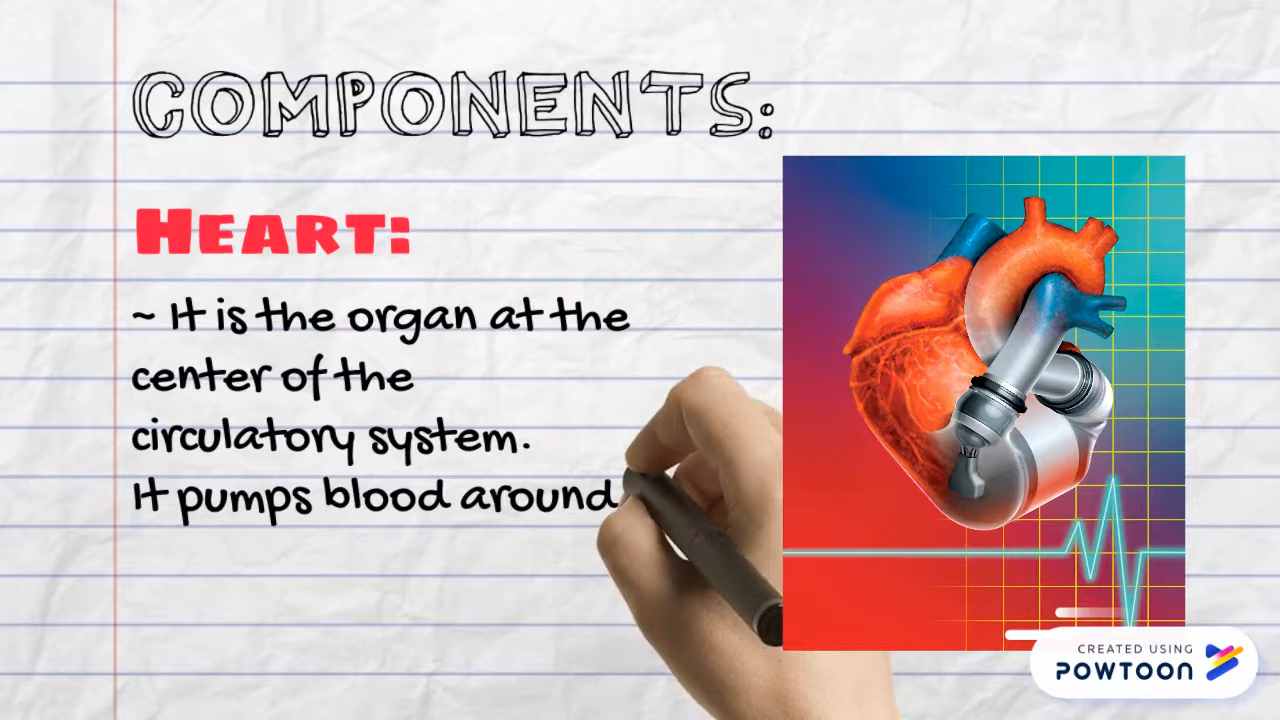 COMPONENTS:
HEART:
~ It is the organ at the
center of the
circulatory system.
It pumps blood around
CREATED USING
POWTOON